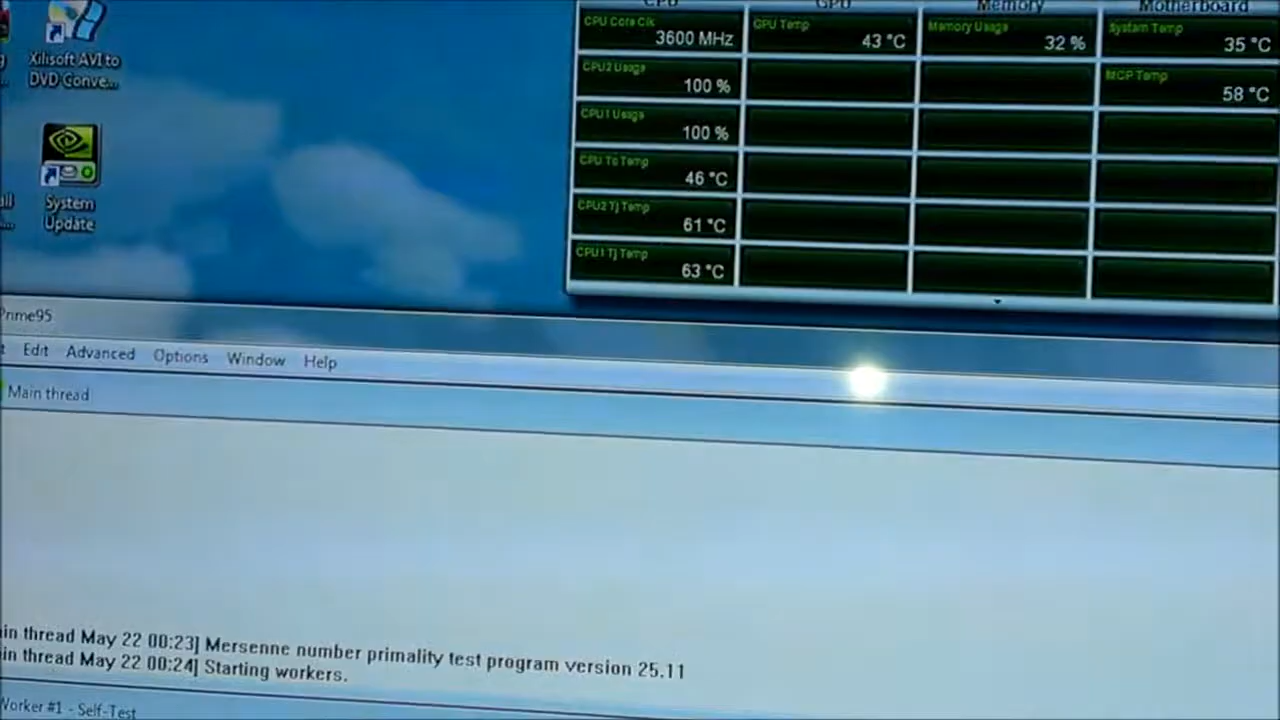 Xilisoft AVI to
DVD Conve...
System
Update
CPU
GPU
Memory
Motherboard
CPU Core Clk
3600 MHz
GPU Temp
43 °C
Memory Usage
32 %
System Temp
35 °C
CPU2 Usage
100 %
MCP Temp
58 °C
CPU1 Usage
100 %
CPU Tc Temp
46 °C
CPU2 Tj Temp
61 °C
CPU1 Tj Temp
63 °C
Prime95
Edit Advanced Options Window Help
Main thread
in thread May 22 00:23] Mersenne number primality test program version 25.11
in thread May 22 00:24] Starting workers.
Worker #1 - Self-Test